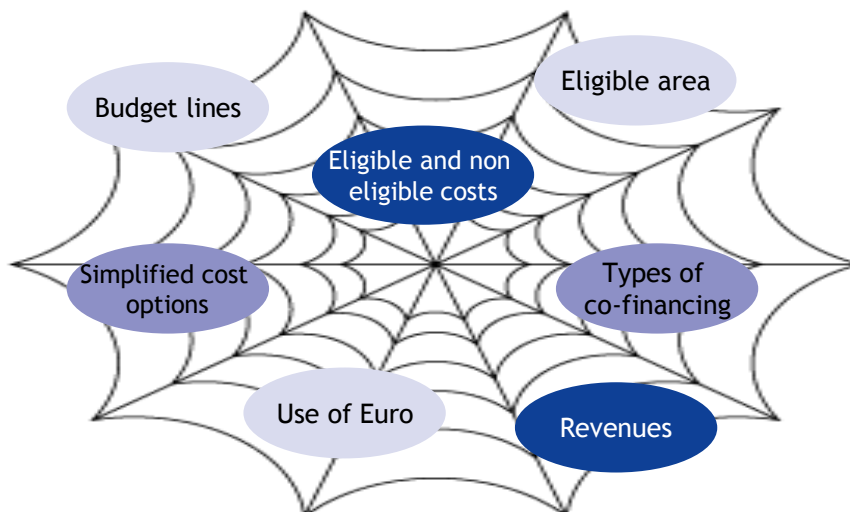 Budget lines
Eligible area
Eligible and non
eligible costs
Simplified cost
options
Types of
co-financing
Use of Euro
Revenues